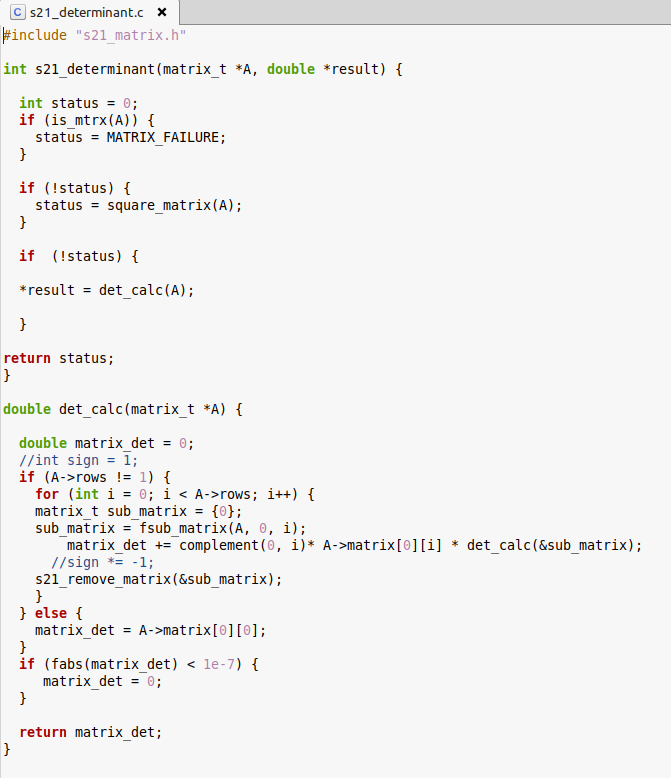 C s21_determinant.c ×
#include "s21_matrix.h"
int s21_determinant(matrix_t *A, double *result) {
int status = 0;
if (is_mtrx(A)) {
status = MATRIX_FAILURE;
}
if (!status) {
status = square_matrix(A);
}
if  (!status) {
*result = det_calc(A);
}
return status;
}
double det_calc(matrix_t *A) {
double matrix_det = 0;
//int sign = 1;
if (A->rows != 1) {
for (int i = 0; i < A->rows; i++) {
matrix_t sub_matrix = {0};
sub_matrix = fsub_matrix(A, 0, i);
matrix_det += complement(0, i)* A->matrix[0][i] * det_calc(&sub_matrix);
//sign *= -1;
s21_remove_matrix(&sub_matrix);
}
} else {
matrix_det = A->matrix[0][0];
}
if (fabs(matrix_det) < 1e-7) {
matrix_det = 0;
}
return matrix_det;
}